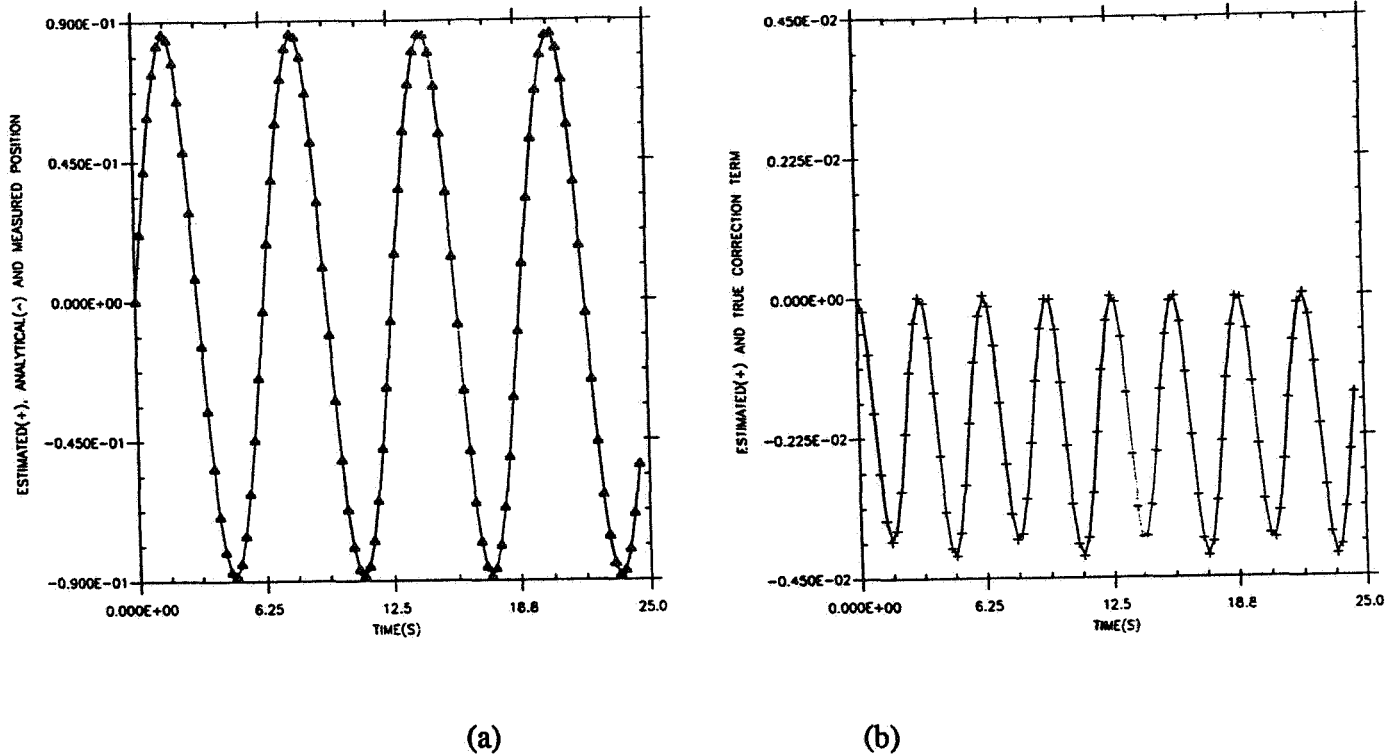 0.900E-01
0.450E-01
0.000E+00
-0.450E-01
-0.900E-01
0.000E+00 6.25 12.5 18.8 25.0
TIME(S)
ESTIMATED(+), ANALYTICAL(~) AND MEASURED POSITION
(a)
0.450E-02
0.225E-02
0.000E+00
-0.225E-02
-0.450E-02
0.000E+00 6.25 12.5 18.8 25.0
TIME(S)
ESTIMATED(+) AND TRUE CORRECTION TERM
(b)